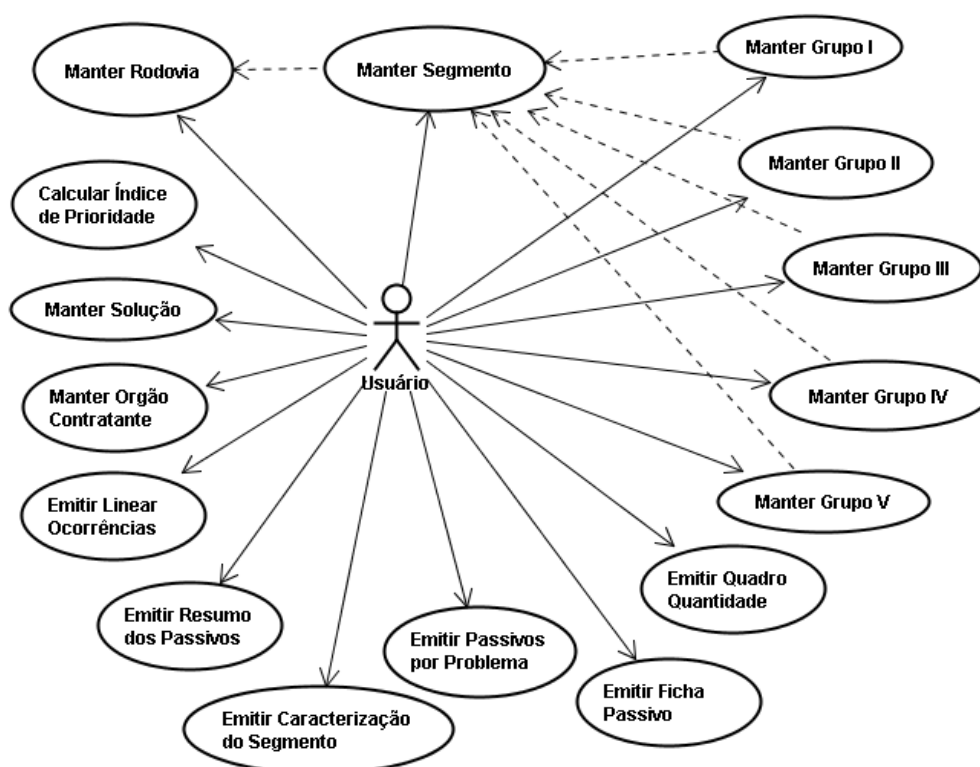 Manter Rodovia
Manter Segmento
Manter Grupo I
Manter Grupo II
Calcular Índice
de Prioridade
Manter Grupo III
Manter Solução
Usuário
Manter Orgão
Contratante
Manter Grupo IV
Emitir Linear
Ocorrências
Manter Grupo V
Emitir Quadro
Quantidade
Emitir Resumo
dos Passivos
Emitir Passivos
por Problema
Emitir Ficha
Passivo
Emitir Caracterização
do Segmento